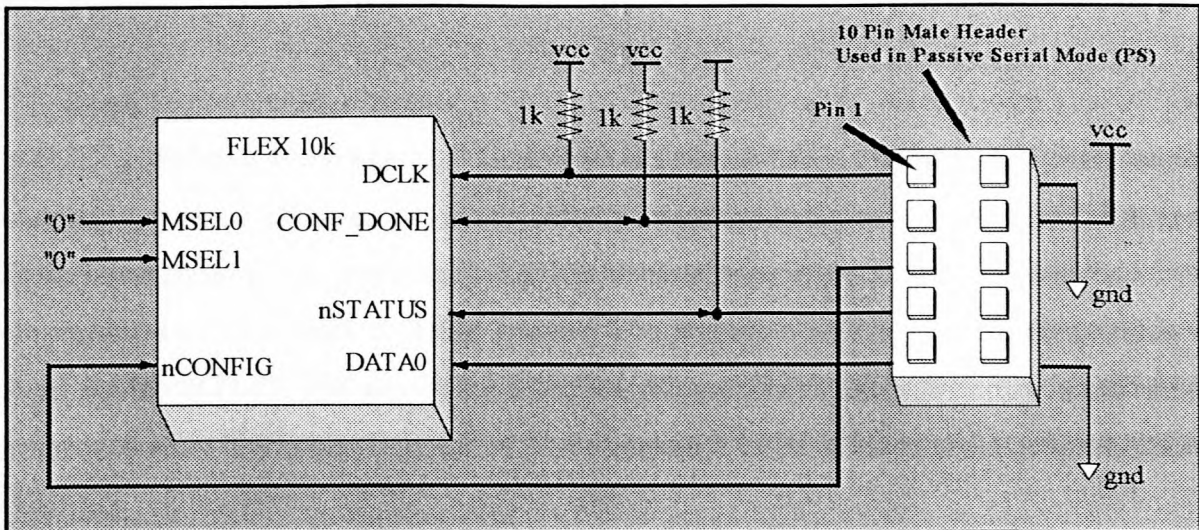 10 Pin Male Header
Used in Passive Serial Mode (PS)
vcc
vcc
Pin 1
vcc
1k
1k
1k
FLEX 10k
DCLK
"0"
MSEL0
CONF_DONE
"0"
MSEL1
gnd
nSTATUS
nCONFIG
DATA0
gnd